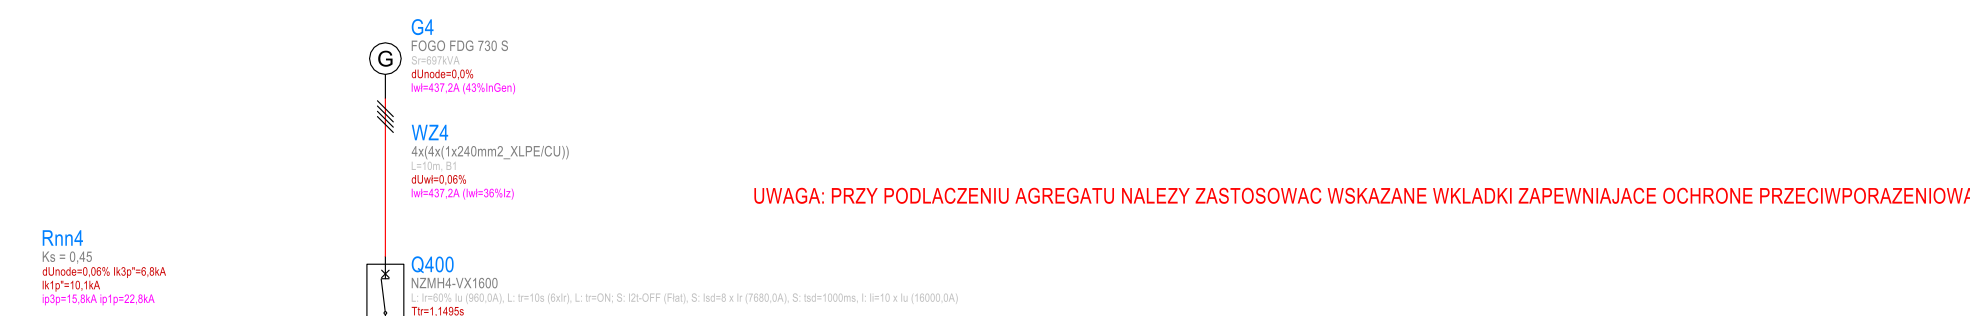 G4
FOGO FDG 730 S
Sr=697kVA
dUnode=0,0%
Iwł=437,2A (43%InGen)
G
WZ4
4x(4x(1x240mm2_XLPE/CU))
L=10m, B1
dUwł=0,06%
Iwł=437,2A (Iwł=36%Iz)
UWAGA: PRZY PODLACZENIU AGREGATU NALEZY ZASTOSOWAC WSKAZANE WKLADKI ZAPEWNIAJACE OCHRONE PRZECIWPORAZENIOWA
Rnn4
Ks = 0,45
dUnode=0,06% Ik3p"=6,8kA
Ik1p"=10,1kA
ip3p=15,8kA ip1p=22,8kA
Q400
NZMH4-VX1600
L: Ir=60% Iu (960,0A), L: tr=10s (6xIr), L; tr=ON; S: I2t-OFF (Flat), S: Isd=8 x Ir (7680,0A), S: tsd=1000ms, I: Ii=10 x Iu (16000,0A)
Ttr=1,1495s